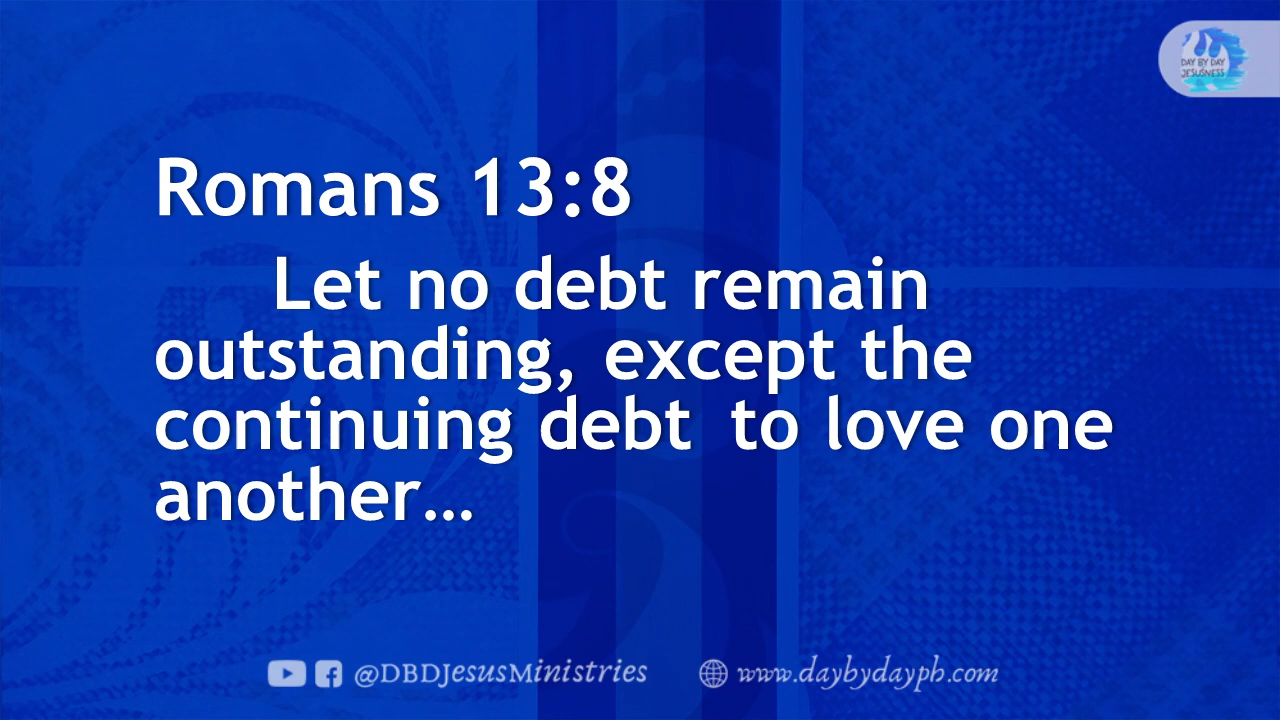 DAY BY DAY
JESUSNESS
Romans 13:8
Let no debt remain
outstanding, except the
continuing debt to love one
another…
@DBDJesusMinistries
www.daybydayph.com